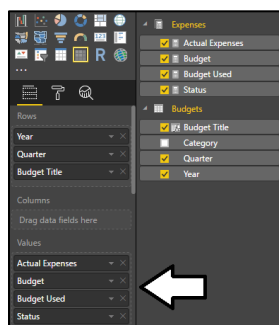 R
...
Rows
Year
Quarter
Budget Title
Columns
Drag data fields here
Values
Actual Expenses
Budget
Budget Used
Status
Expenses
Actual Expenses
Budget
Budget Used
Status
Budgets
Budget Title
Category
Quarter
Year